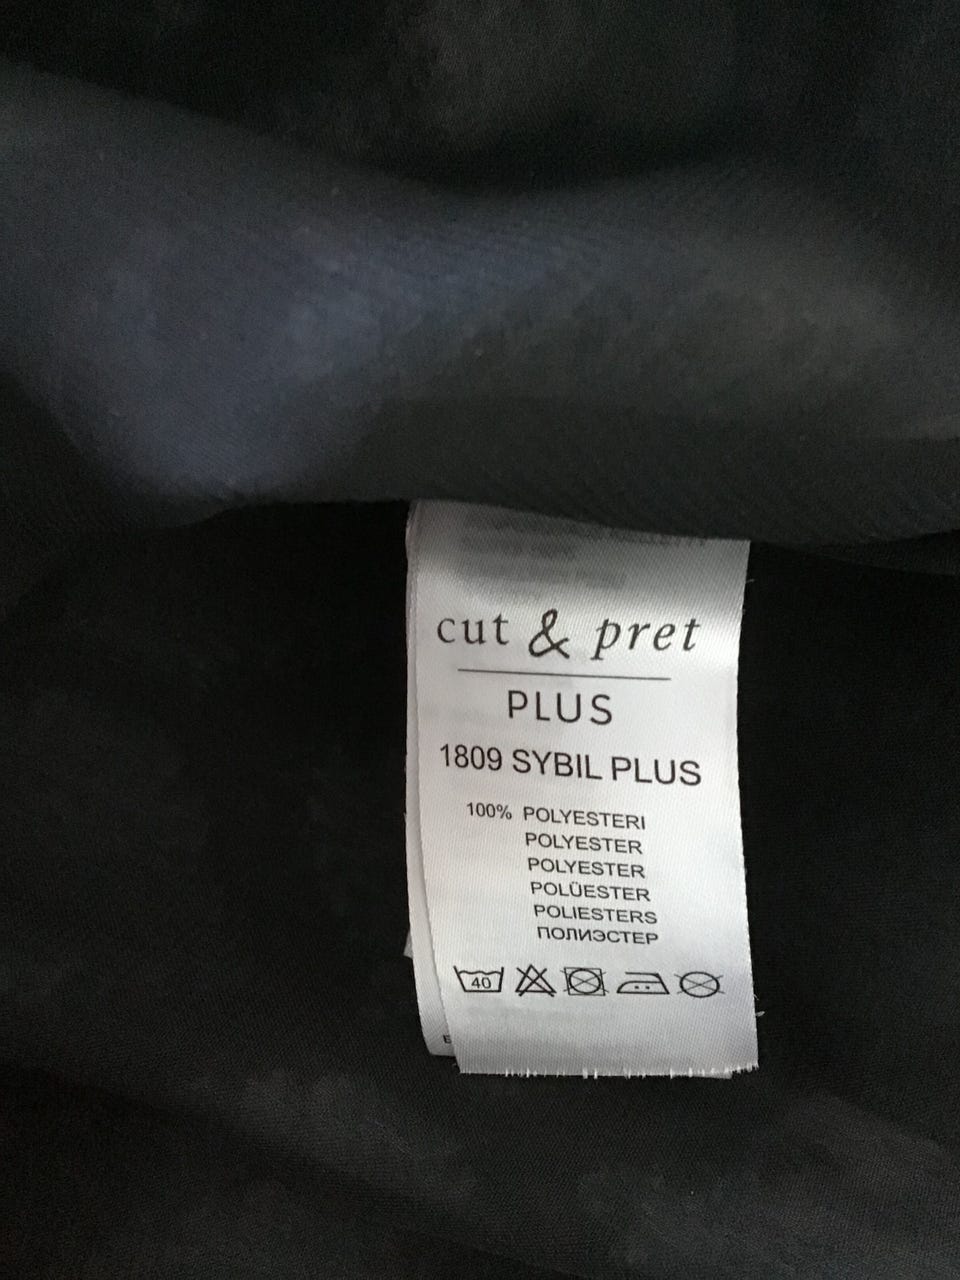 cut & pret
PLUS
1809 SYBIL PLUS
100% POLYESTERI
POLYESTER
POLYESTER
POLÜESTER
POLIESTERS
ПОЛИЭСТЕР
40
E